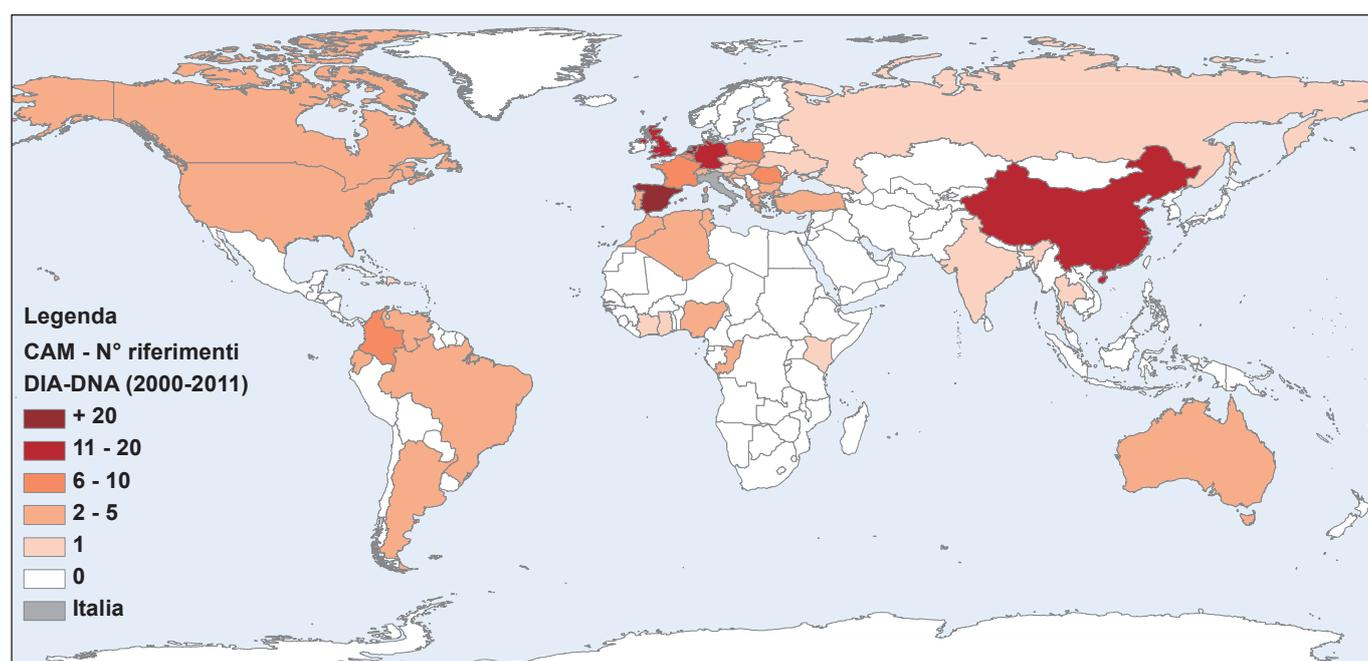 Legenda
CAM - N° riferimenti
DIA-DNA (2000-2011)
+ 20
11 - 20
6 - 10
2 - 5
1
0
Italia